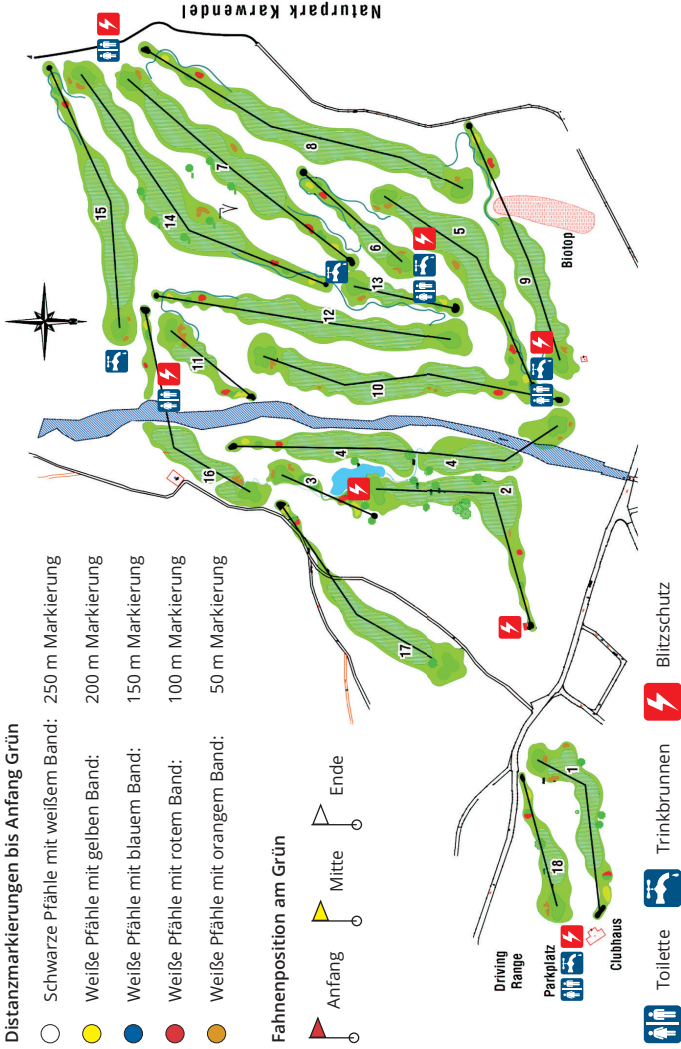 Distanzmarkierungen bis Anfang Grün
Schwarze Pfähle mit weißem Band: 250 m Markierung
Weiße Pfähle mit gelben Band: 200 m Markierung
Weiße Pfähle mit blauem Band: 150 m Markierung
Weiße Pfähle mit rotem Band: 100 m Markierung
Weiße Pfähle mit orangem Band: 50 m Markierung
Fahnenposition am Grün
Anfang Mitte Ende
Naturpark Karwendel
15
14
7
8
16
11
12
13
6
5
9
Biotop
10
3
4
4
2
17
1
18
Driving
Range
Parkplatz
Clubhaus
Toilette Trinkbrunnen Blitzschutz